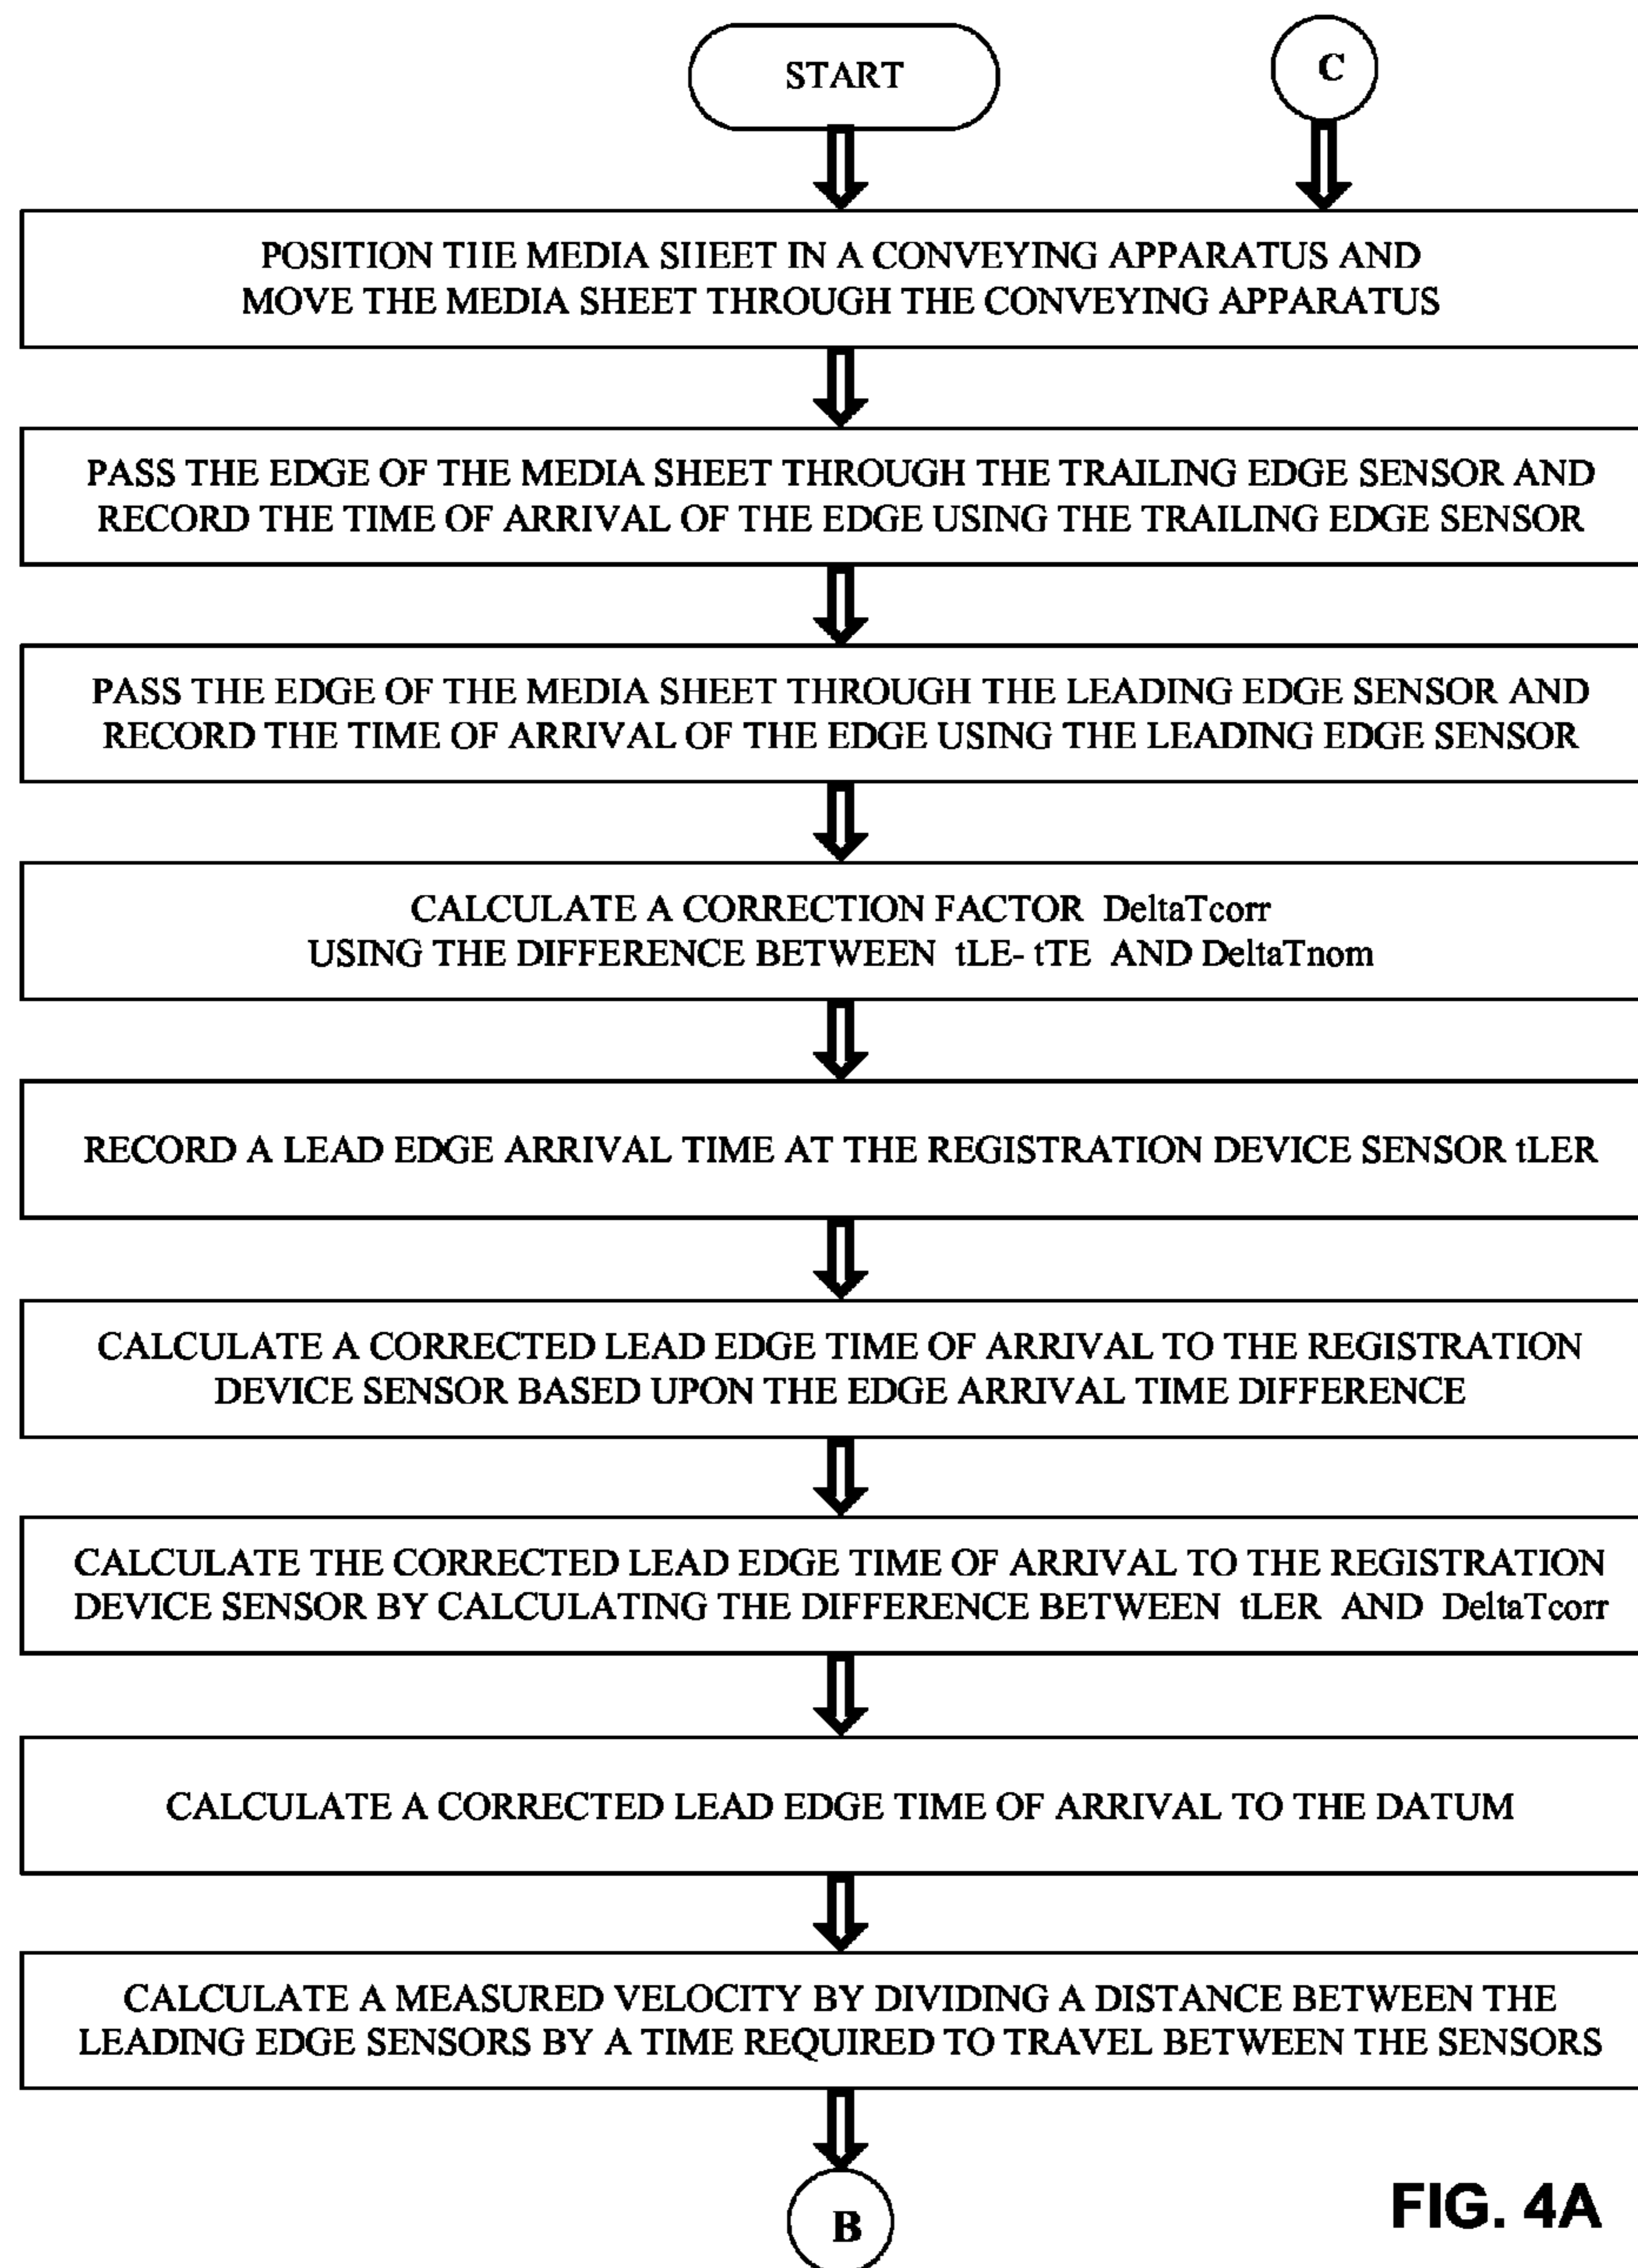 START
C
POSITION THE MEDIA SHEET IN A CONVEYING APPARATUS AND
MOVE THE MEDIA SHEET THROUGH THE CONVEYING APPARATUS
PASS THE EDGE OF THE MEDIA SHEET THROUGH THE TRAILING EDGE SENSOR AND
RECORD THE TIME OF ARRIVAL OF THE EDGE USING THE TRAILING EDGE SENSOR
PASS THE EDGE OF THE MEDIA SHEET THROUGH THE LEADING EDGE SENSOR AND
RECORD THE TIME OF ARRIVAL OF THE EDGE USING THE LEADING EDGE SENSOR
CALCULATE A CORRECTION FACTOR DeltaTcorr
USING THE DIFFERENCE BETWEEN tLE- tTE AND DeltaTnom
RECORD A LEAD EDGE ARRIVAL TIME AT THE REGISTRATION DEVICE SENSOR tLER
CALCULATE A CORRECTED LEAD EDGE TIME OF ARRIVAL TO THE REGISTRATION
DEVICE SENSOR BASED UPON THE EDGE ARRIVAL TIME DIFFERENCE
CALCULATE THE CORRECTED LEAD EDGE TIME OF ARRIVAL TO THE REGISTRATION
DEVICE SENSOR BY CALCULATING THE DIFFERENCE BETWEEN tLER AND DeltaTcorr
CALCULATE A CORRECTED LEAD EDGE TIME OF ARRIVAL TO THE DATUM
CALCULATE A MEASURED VELOCITY BY DIVIDING A DISTANCE BETWEEN THE
LEADING EDGE SENSORS BY A TIME REQUIRED TO TRAVEL BETWEEN THE SENSORS
B
FIG. 4A